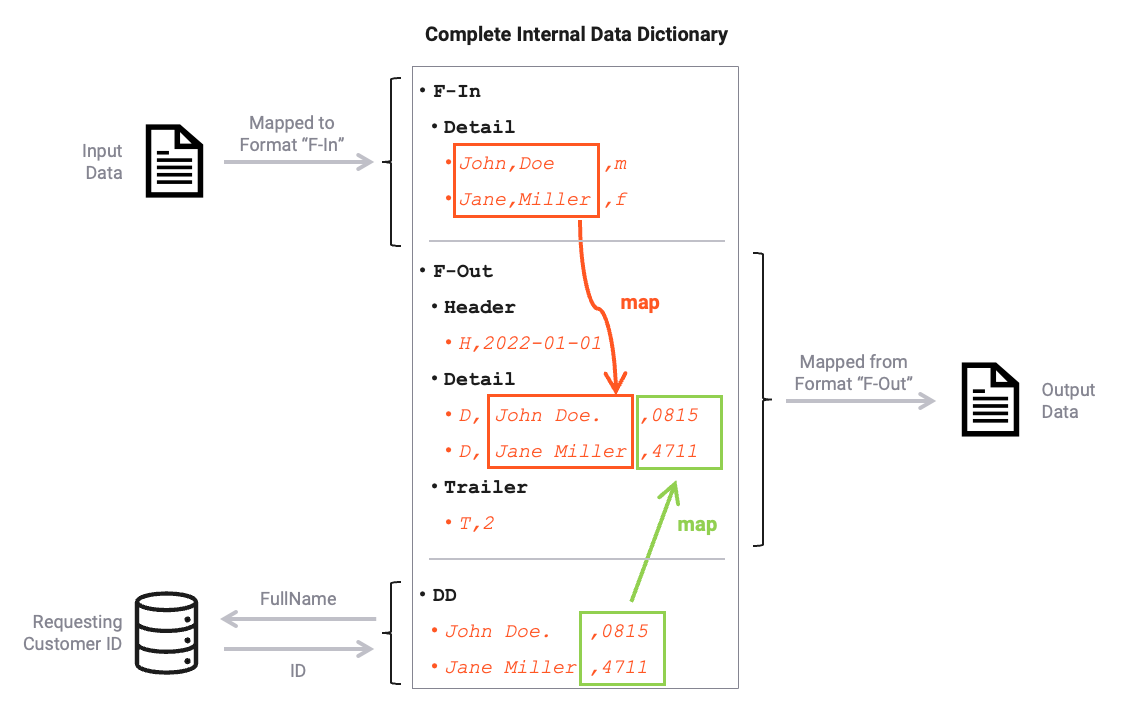 Complete Internal Data Dictionary
• F-In
• Detail
• John,Doe ,m
• Jane,Miller ,f
Input
Data
Mapped to
Format “F-In”
• F-Out
• Header
• H,2022-01-01
• Detail
• D, John Doe. ,0815
• D, Jane Miller ,4711
• Trailer
• T,2
map
map
Mapped from
Format “F-Out”
Output
Data
Requesting
Customer ID
FullName
ID
• DD
• John Doe. ,0815
• Jane Miller ,4711